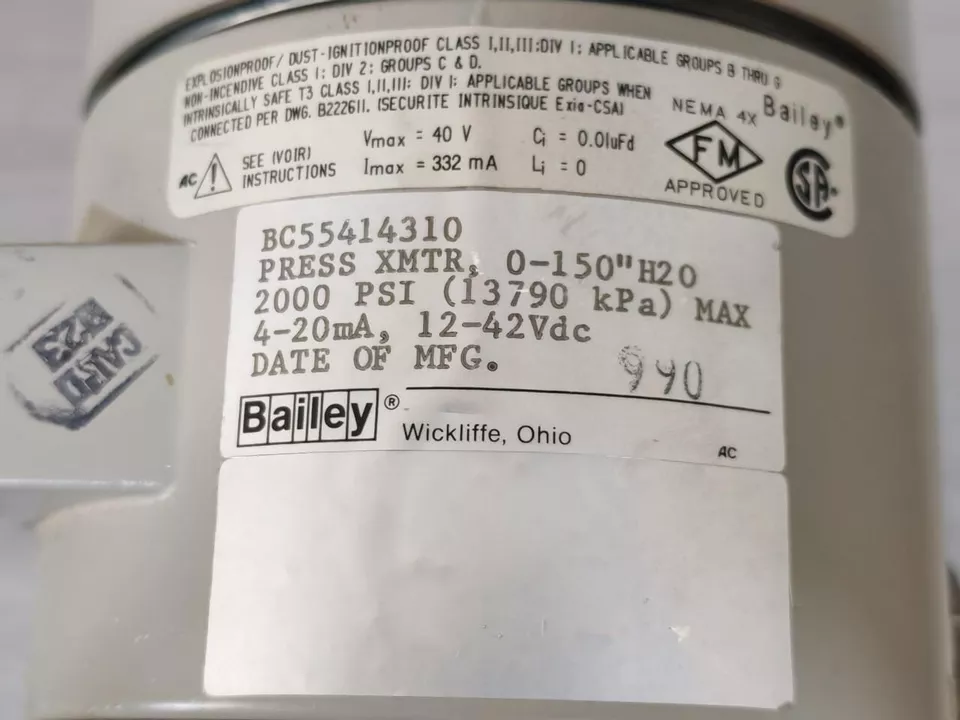 EXPLOSIONPROOF/ DUST-IGNITIONPROOF CLASS I,II,III:DIV I; APPLICABLE GROUPS B THRU G
NON-INCENDIVE CLASS I; DIV 2; GROUPS C & D.
INTRINSICALLY SAFE T3 CLASS I,II,III: DIV I: APPLICABLE GROUPS WHEN
CONNECTED PER DWG. B222611. (SECURITE INTRINSIQUE Exia-CSA)
NEMA 4X
Bailey®
AC
!
SEE (VOIR)
INSTRUCTIONS
Vmax = 40 V
Imax = 332 mA
Ci = 0.01uFd
Li = 0
FM
APPROVED
CSA
BC55414310
PRESS XMTR, 0-150"H2O
2000 PSI (13790 kPa) MAX
4-20mA, 12-42Vdc
DATE OF MFG. 990
Bailey®
Wickliffe, Ohio
AC